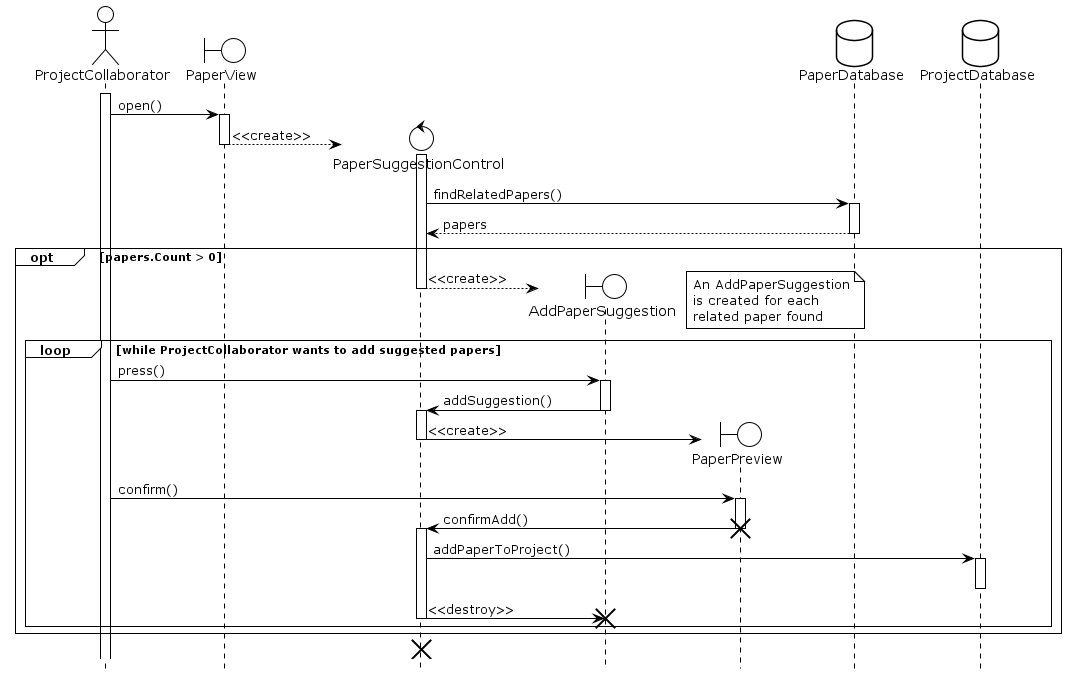 ProjectCollaborator
PaperView
PaperDatabase
ProjectDatabase
open()
<<create>>
PaperSuggestionControl
findRelatedPapers()
papers
opt
[papers.Count > 0]
<<create>>
AddPaperSuggestion
An AddPaperSuggestion
is created for each
related paper found
loop
[while ProjectCollaborator wants to add suggested papers]
press()
addSuggestion()
<<create>>
PaperPreview
confirm()
confirmAdd()
addPaperToProject()
<<destroy>>